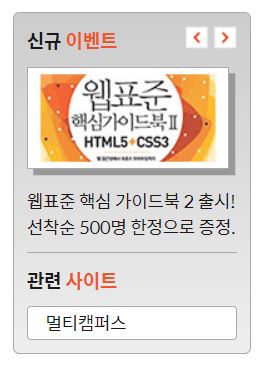 신규 이벤트
웹표준
핵심가이드북 II
HTML5+CSS3
웹표준 핵심 가이드북 2 출시!
선착순 500명 한정으로 증정.
관련 사이트
멀티캠퍼스